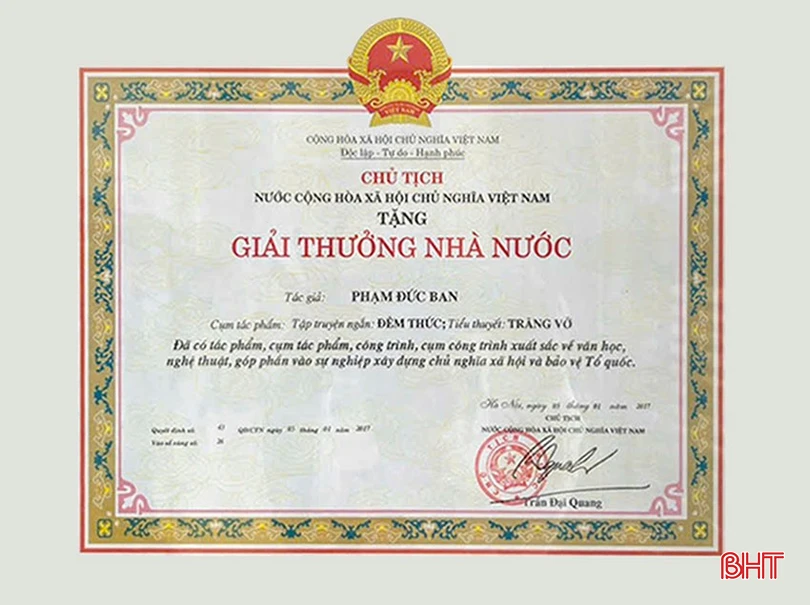 VIỆT NAM
CỘNG HÒA XÃ HỘI CHỦ NGHĨA VIỆT NAM
Độc lập - Tự do - Hạnh phúc
CHỦ TỊCH
NƯỚC CỘNG HÒA XÃ HỘI CHỦ NGHĨA VIỆT NAM
TẶNG
GIẢI THƯỞNG NHÀ NƯỚC
Tác giả: PHẠM ĐỨC BAN
Cụm tác phẩm: Tập truyện ngắn: ĐÊM THỨC; Tiểu thuyết: TRĂNG VỠ
Đã có tác phẩm, cụm tác phẩm, công trình, cụm công trình xuất sắc về văn học,
nghệ thuật, góp phần vào sự nghiệp xây dựng chủ nghĩa xã hội và bảo vệ Tổ quốc.
Hà Nội, ngày 05 tháng 01 năm 2017
CHỦ TỊCH
NƯỚC CỘNG HÒA XÃ HỘI CHỦ NGHĨA VIỆT NAM
Quyết định số: 43 QĐ/CTN ngày 05 tháng 01 năm 2017
Vào sổ vàng số: 26
Trần Đại Quang
BHT